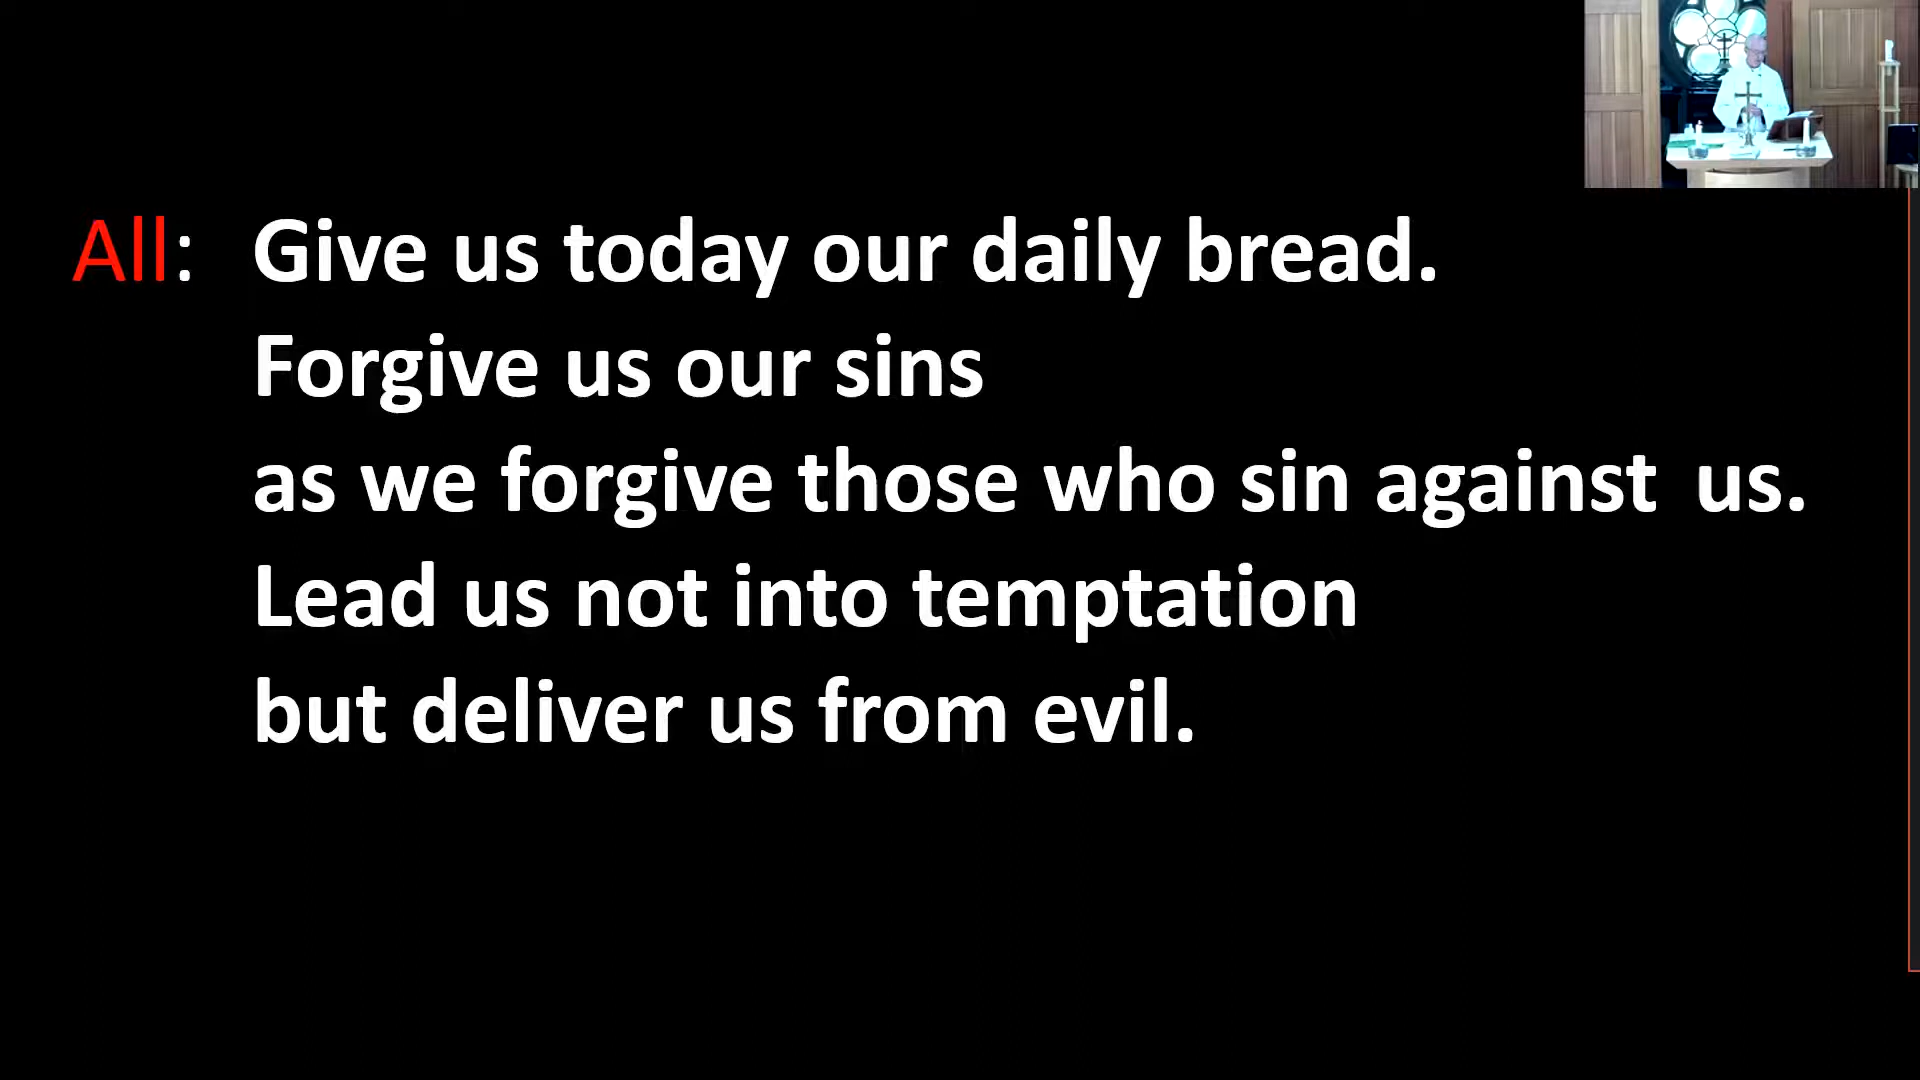 All: Give us today our daily bread.
Forgive us our sins
as we forgive those who sin against us.
Lead us not into temptation
but deliver us from evil.